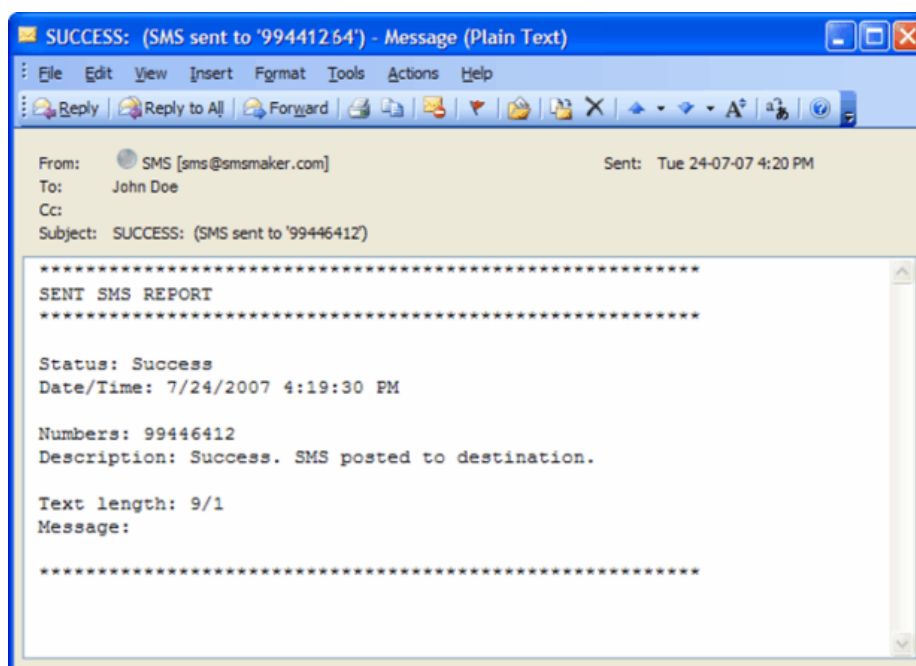 SUCCESS: (SMS sent to '99441264') - Message (Plain Text)
File Edit View Insert Format Tools Actions Help
Reply Reply to All Forward
From: SMS [sms@smsmaker.com] Sent: Tue 24-07-07 4:20 PM
To: John Doe
Cc:
Subject: SUCCESS: (SMS sent to '99446412')
*********************************************************
SENT SMS REPORT
*********************************************************
Status: Success
Date/Time: 7/24/2007 4:19:30 PM
Numbers: 99446412
Description: Success. SMS posted to destination.
Text length: 9/1
Message:
*********************************************************